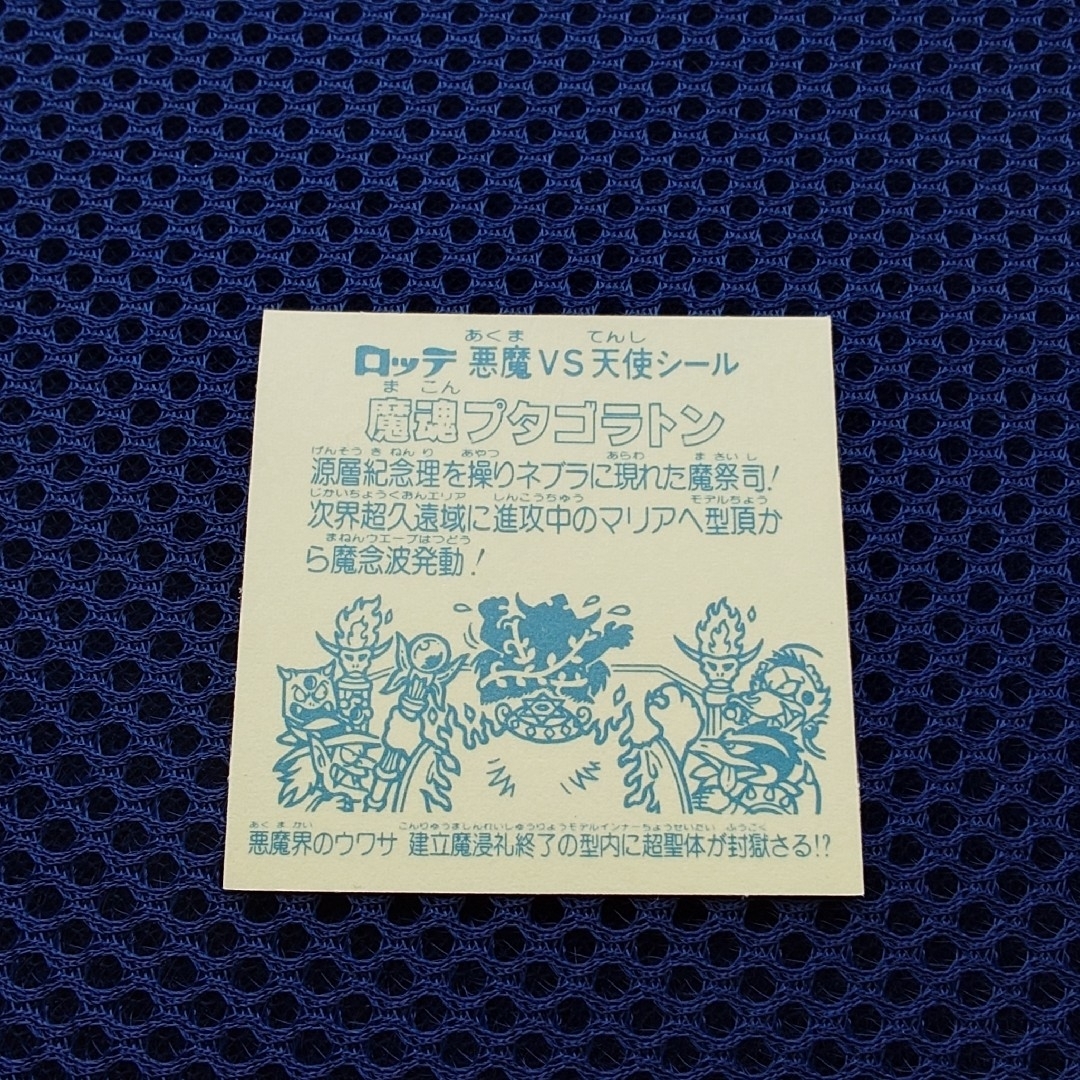 あくま てんし
ロッテ 悪魔VS天使シール
まこん
魔魂プタゴラトン
げんそうきねんり あやつ あらわ まさいし
源層紀念理を操りネブラに現れた魔祭司!
じかいちょうくおんエリア しんこうちゅう モデルちょう
次界超久遠域に進攻中のマリアへ型頂か
まねんウエーブはつどう
ら魔念波発動!
あくまかい こんりゅうましんれいしゅうりょうモデルインナーちょうせいたい ふうごく
悪魔界のウワサ 建立魔浸礼終了の型内に超聖体が封獄さる!?